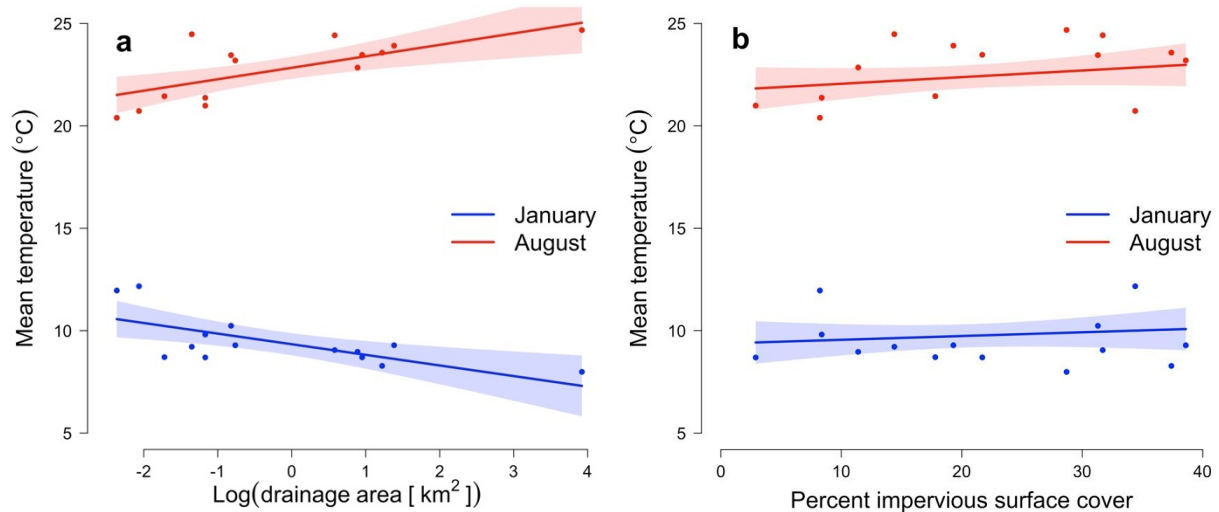 a
25
20
15
10
5
Mean temperature (°C)
January
August
-2 -1 0 1 2 3 4
Log(drainage area [ km² ])
b
25
20
15
10
5
Mean temperature (°C)
January
August
0 10 20 30 40
Percent impervious surface cover